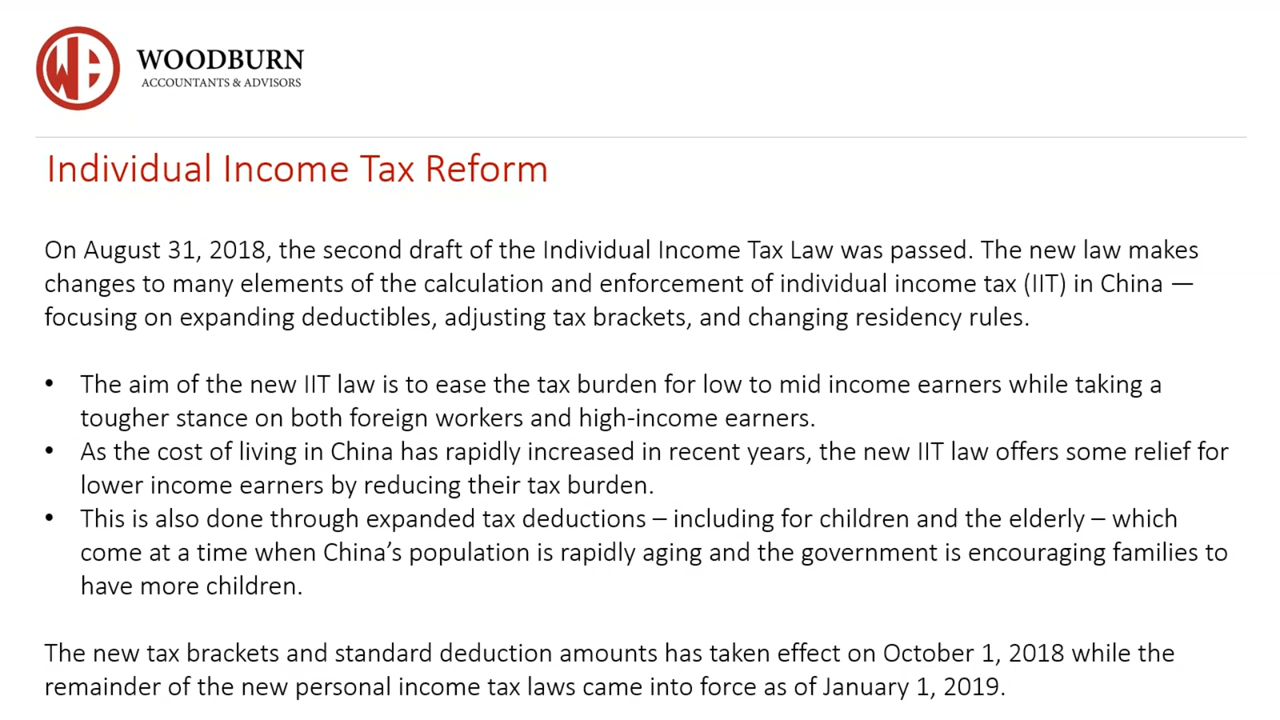 WOODBURN
ACCOUNTANTS & ADVISORS
Individual Income Tax Reform
On August 31, 2018, the second draft of the Individual Income Tax Law was passed. The new law makes
changes to many elements of the calculation and enforcement of individual income tax (IIT) in China —
focusing on expanding deductibles, adjusting tax brackets, and changing residency rules.
• The aim of the new IIT law is to ease the tax burden for low to mid income earners while taking a
tougher stance on both foreign workers and high-income earners.
• As the cost of living in China has rapidly increased in recent years, the new IIT law offers some relief for
lower income earners by reducing their tax burden.
• This is also done through expanded tax deductions – including for children and the elderly – which
come at a time when China’s population is rapidly aging and the government is encouraging families to
have more children.
The new tax brackets and standard deduction amounts has taken effect on October 1, 2018 while the
remainder of the new personal income tax laws came into force as of January 1, 2019.